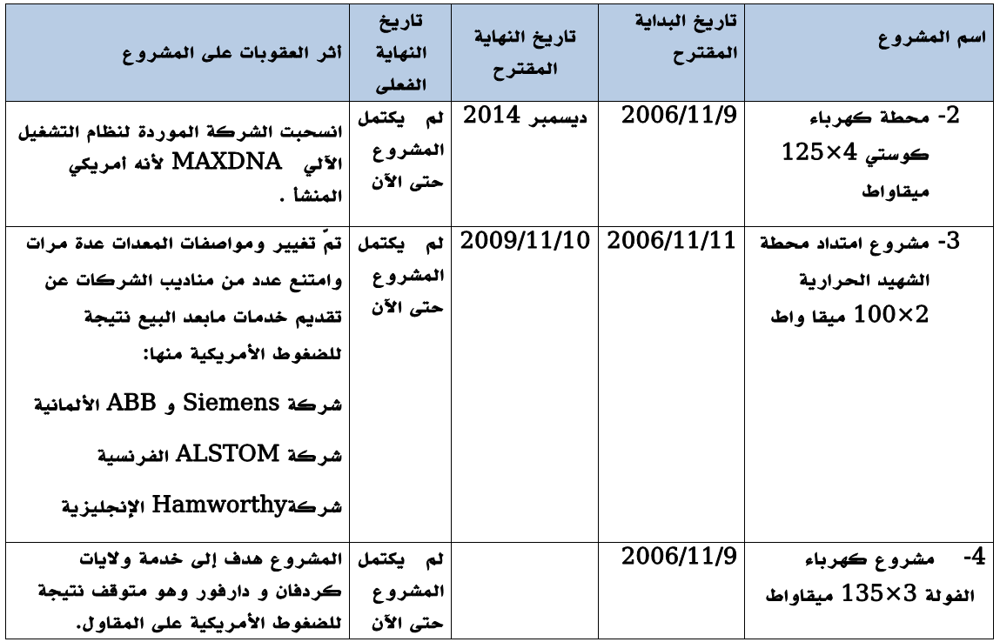 اسم المشروع
تاريخ البداية
المقترح
تاريخ النهاية
المقترح
تاريخ
النهاية
الفعلى
أثر العقوبات على المشروع
2- محطة كهرباء
كوستي 4×125
ميقاواط
2006/11/9
ديسمبر 2014
لم يكتمل
المشروع
حتى الآن
انسحبت الشركة الموردة لنظام التشغيل
الآلي MAXDNA لأنه أمريكي
المنشأ .
3- مشروع امتداد محطة
الشهيد الحرارية
2×100 ميقا واط
2006/11/11
2009/11/10
لم يكتمل
المشروع
حتى الآن
تمّ تغيير ومواصفات المعدات عدة مرات
وامتنع عدد من مناديب الشركات عن
تقديم خدمات مابعد البيع نتيجة
للضغوط الأمريكية منها:
شركة Siemens و ABB الألمانية
شركة ALSTOM الفرنسية
شركةHamworthy الإنجليزية
4- مشروع كهرباء
الفولة 3×135 ميقاواط
2006/11/9
لم يكتمل
المشروع
حتى الآن
المشروع هدف إلى خدمة ولايات
كردفان و دارفور وهو متوقف نتيجة
للضغوط الأمريكية على المقاول.